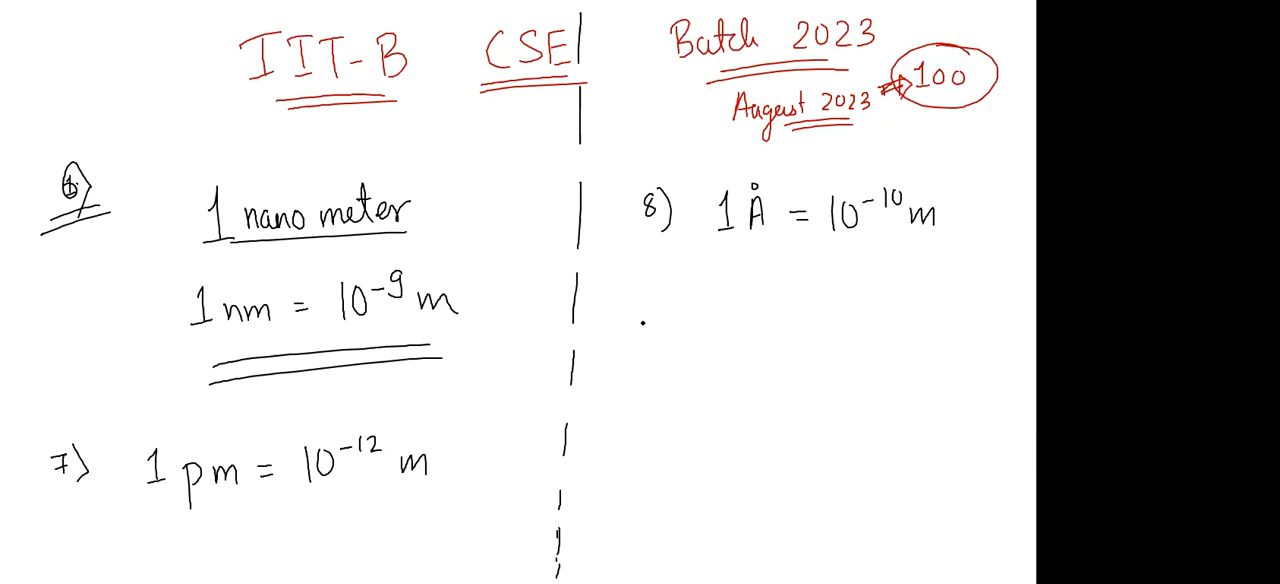 IIT-B CSE
Batch 2023
August 2023 → 100
1 nano meter
1 nm = 10⁻⁹ m
7) 1 pm = 10⁻¹² m
8) 1 Å = 10⁻¹⁰ m